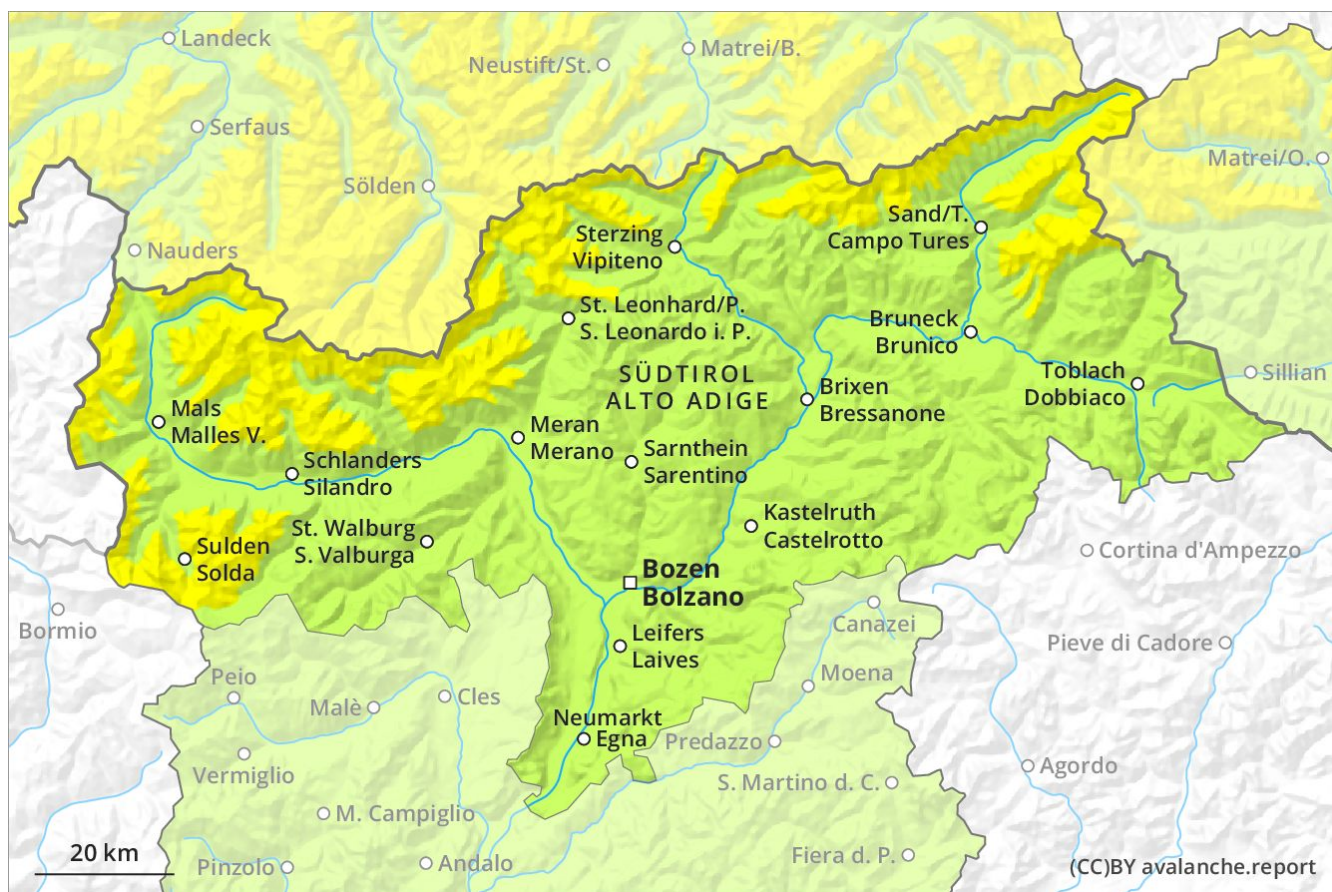 Landeck
Matrei/B.
Neustift/St.
Serfaus
Matrei/O.
Sölden
Nauders
Sand/T.
Campo Tures
Sterzing
Vipiteno
St. Leonhard/P.
S. Leonardo i. P.
Bruneck
Brunico
SÜDTIROL
ALTO ADIGE
Toblach
Dobbiaco
Sillian
Brixen
Bressanone
Mals
Malles V.
Meran
Merano
Schlanders
Silandro
Sarnthein
Sarentino
Kastelruth
Castelrotto
St. Walburg
S. Valburga
Sulden
Solda
Cortina d'Ampezzo
Bozen
Bolzano
Bormio
Canazei
Leifers
Laives
Pieve di Cadore
Peio
Moena
Malè
Cles
Neumarkt
Egna
Predazzo
Vermiglio
Agordo
S. Martino d. C.
M. Campiglio
20 km
Pinzolo
Andalo
Fiera d. P.
(CC)BY avalanche.report